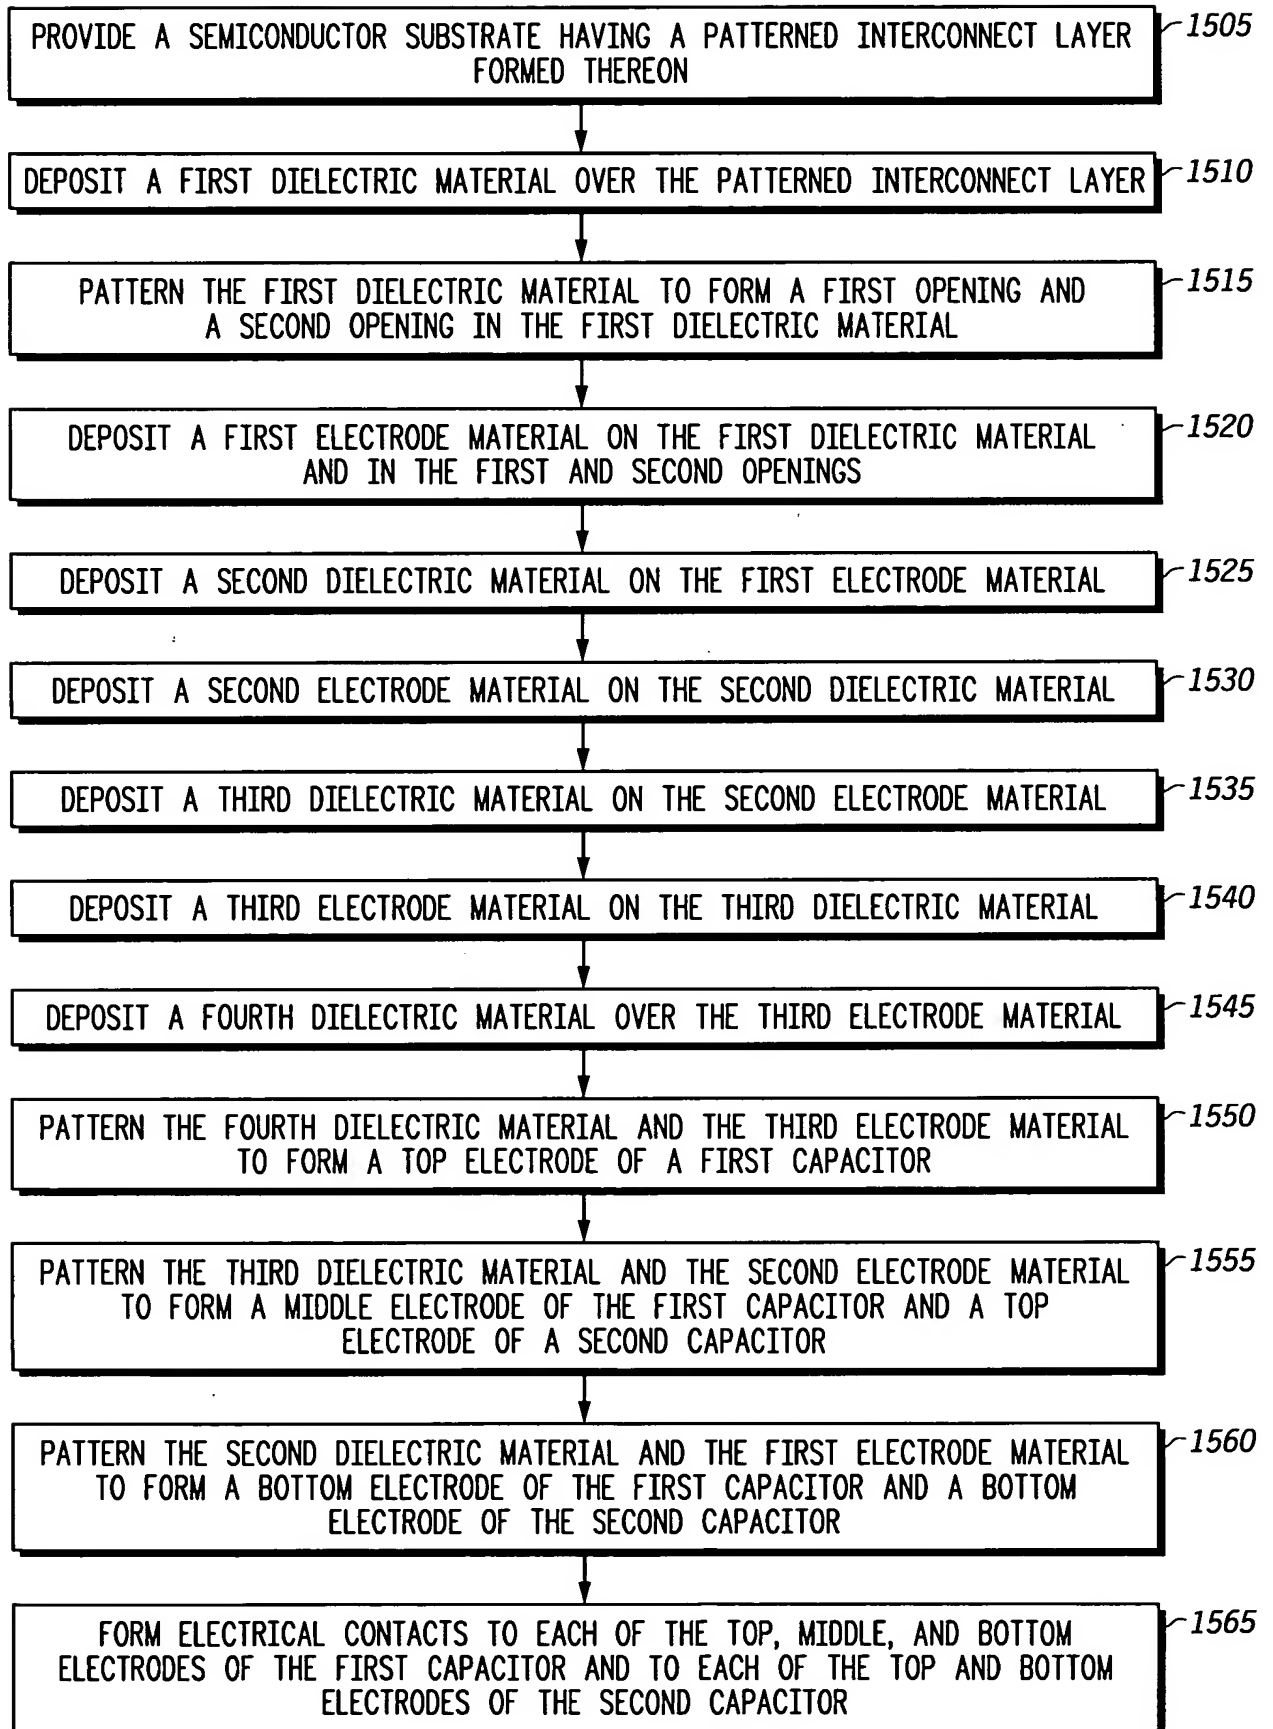 PROVIDE A SEMICONDUCTOR SUBSTRATE HAVING A PATTERNED INTERCONNECT LAYER
FORMED THEREON
1505
DEPOSIT A FIRST DIELECTRIC MATERIAL OVER THE PATTERNED INTERCONNECT LAYER
1510
PATTERN THE FIRST DIELECTRIC MATERIAL TO FORM A FIRST OPENING AND
A SECOND OPENING IN THE FIRST DIELECTRIC MATERIAL
1515
DEPOSIT A FIRST ELECTRODE MATERIAL ON THE FIRST DIELECTRIC MATERIAL
AND IN THE FIRST AND SECOND OPENINGS
1520
DEPOSIT A SECOND DIELECTRIC MATERIAL ON THE FIRST ELECTRODE MATERIAL
1525
DEPOSIT A SECOND ELECTRODE MATERIAL ON THE SECOND DIELECTRIC MATERIAL
1530
DEPOSIT A THIRD DIELECTRIC MATERIAL ON THE SECOND ELECTRODE MATERIAL
1535
DEPOSIT A THIRD ELECTRODE MATERIAL ON THE THIRD DIELECTRIC MATERIAL
1540
DEPOSIT A FOURTH DIELECTRIC MATERIAL OVER THE THIRD ELECTRODE MATERIAL
1545
PATTERN THE FOURTH DIELECTRIC MATERIAL AND THE THIRD ELECTRODE MATERIAL
TO FORM A TOP ELECTRODE OF A FIRST CAPACITOR
1550
PATTERN THE THIRD DIELECTRIC MATERIAL AND THE SECOND ELECTRODE MATERIAL
TO FORM A MIDDLE ELECTRODE OF THE FIRST CAPACITOR AND A TOP
ELECTRODE OF A SECOND CAPACITOR
1555
PATTERN THE SECOND DIELECTRIC MATERIAL AND THE FIRST ELECTRODE MATERIAL
TO FORM A BOTTOM ELECTRODE OF THE FIRST CAPACITOR AND A BOTTOM
ELECTRODE OF THE SECOND CAPACITOR
1560
FORM ELECTRICAL CONTACTS TO EACH OF THE TOP, MIDDLE, AND BOTTOM
ELECTRODES OF THE FIRST CAPACITOR AND TO EACH OF THE TOP AND BOTTOM
ELECTRODES OF THE SECOND CAPACITOR
1565